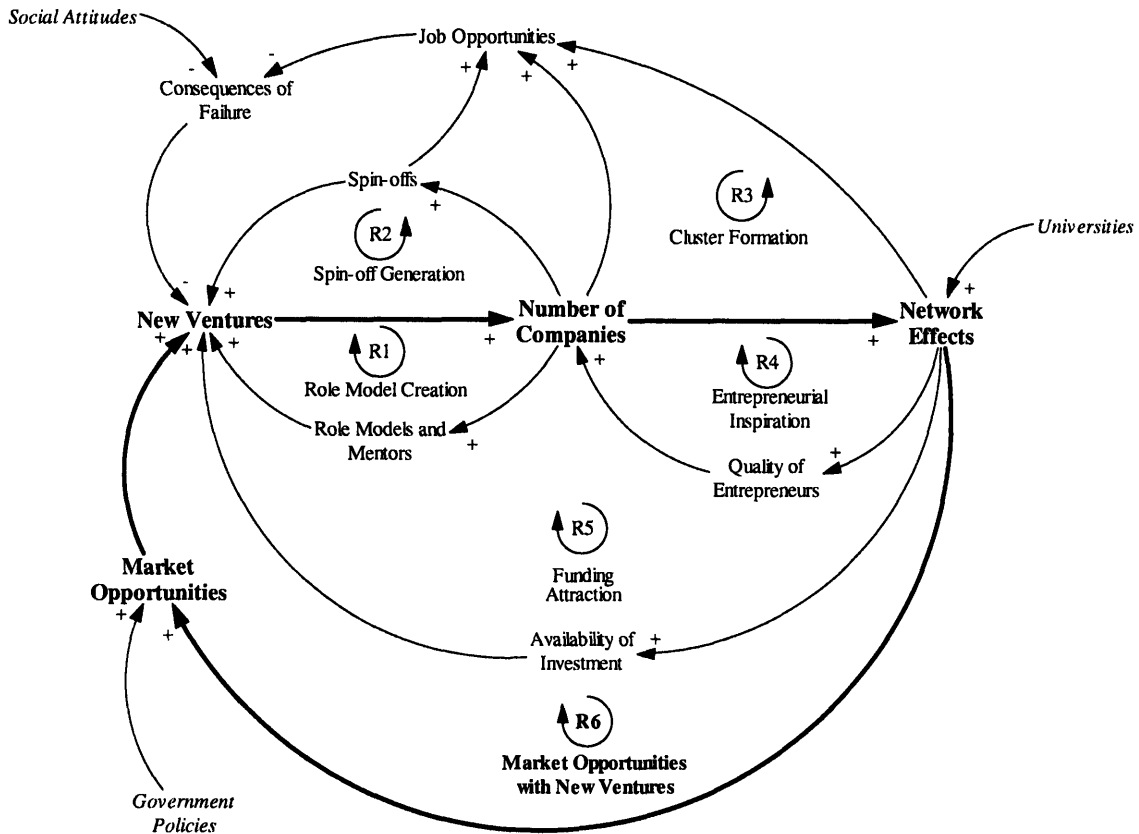 Social Attitudes
Job Opportunities
-
-
+
+
+
Consequences of
Failure
Spin-offs
+
R3
Cluster Formation
R2
Spin-off Generation
Universities
-
+
+
New Ventures
Number of
Companies
Network
Effects
+
+
+
+
+
+
R1
Role Model Creation
R4
Entrepreneurial
Inspiration
Role Models and
Mentors
+
+
Quality of
Entrepreneurs
R5
Funding
Attraction
Market
Opportunities
+
+
Availability of
Investment
+
R6
Market Opportunities
with New Ventures
Government
Policies